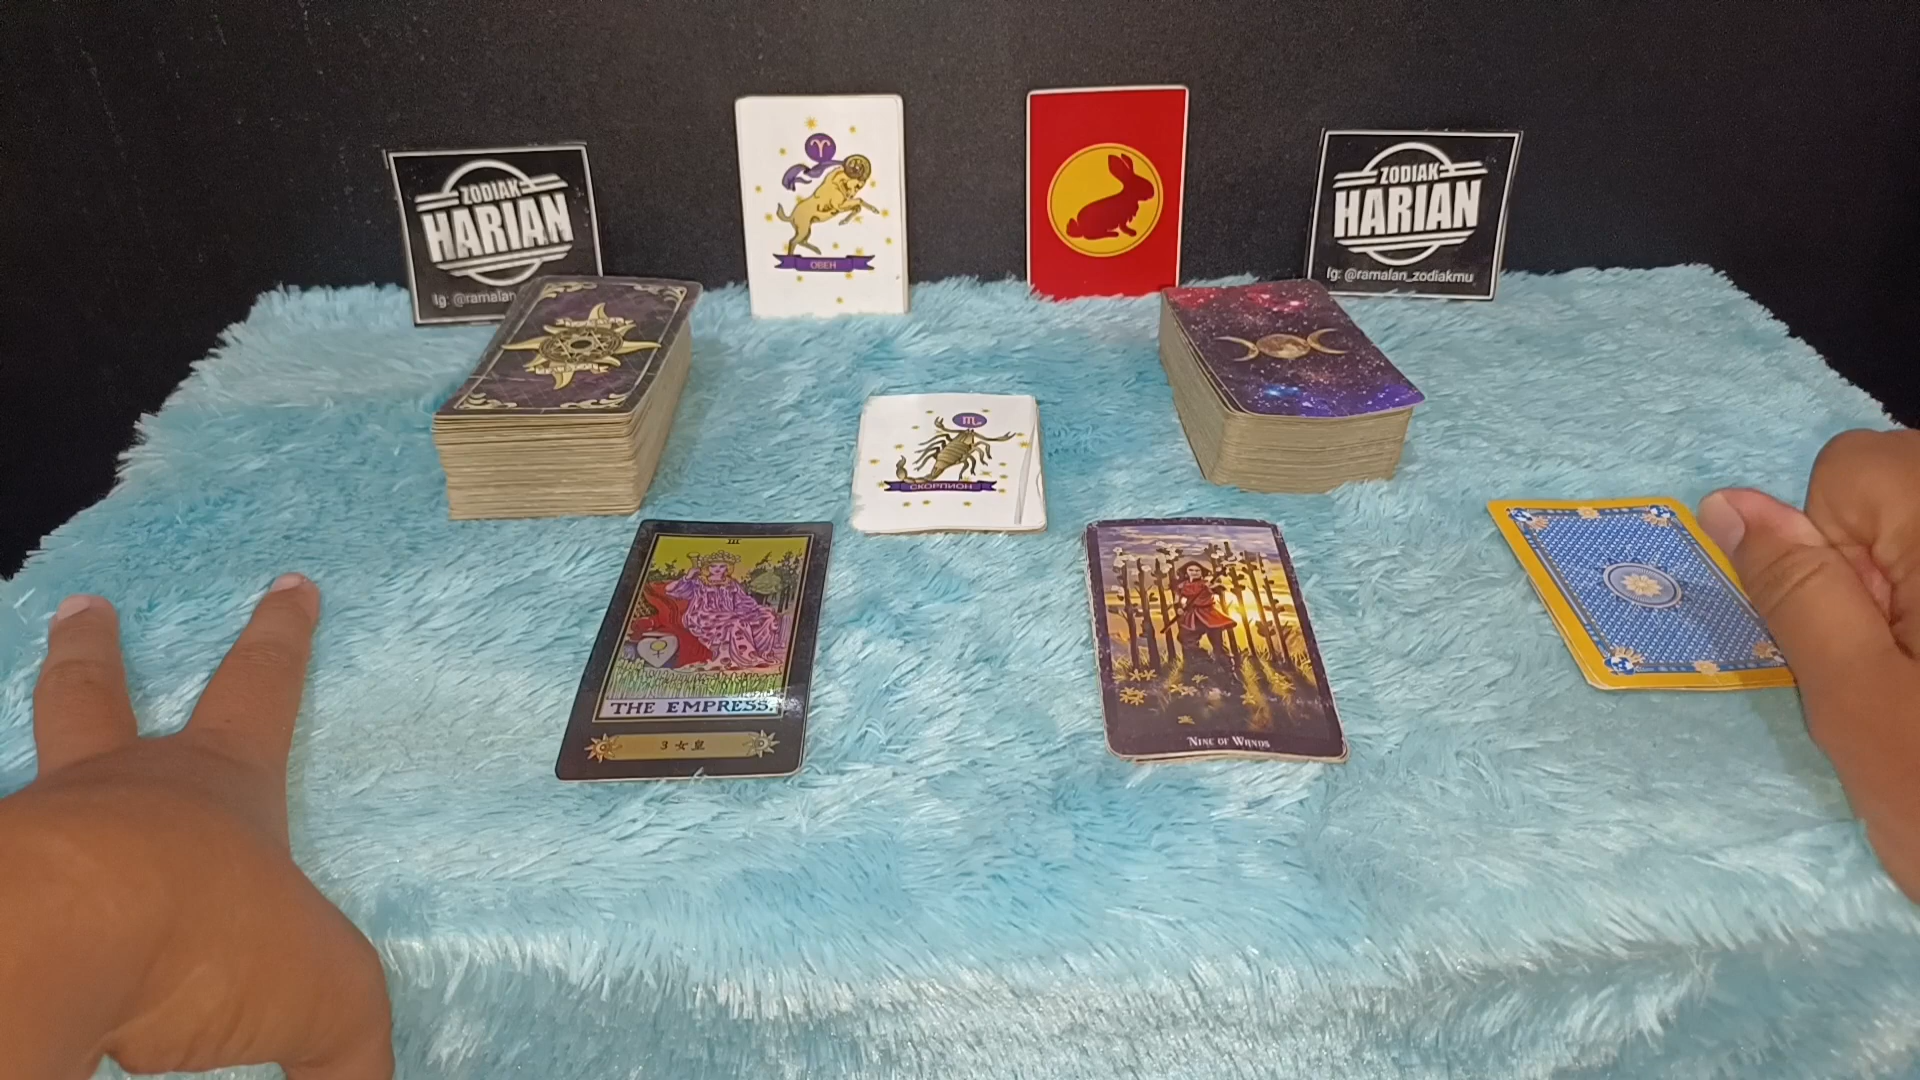 ZODIAK
HARIAN
Ig: @ramalan
ОВЕН
ZODIAK
HARIAN
Ig: @ramalan_zodiakmu
СКОРПИОН
III
THE EMPRESS.
3 女皇
NINE OF WANDS